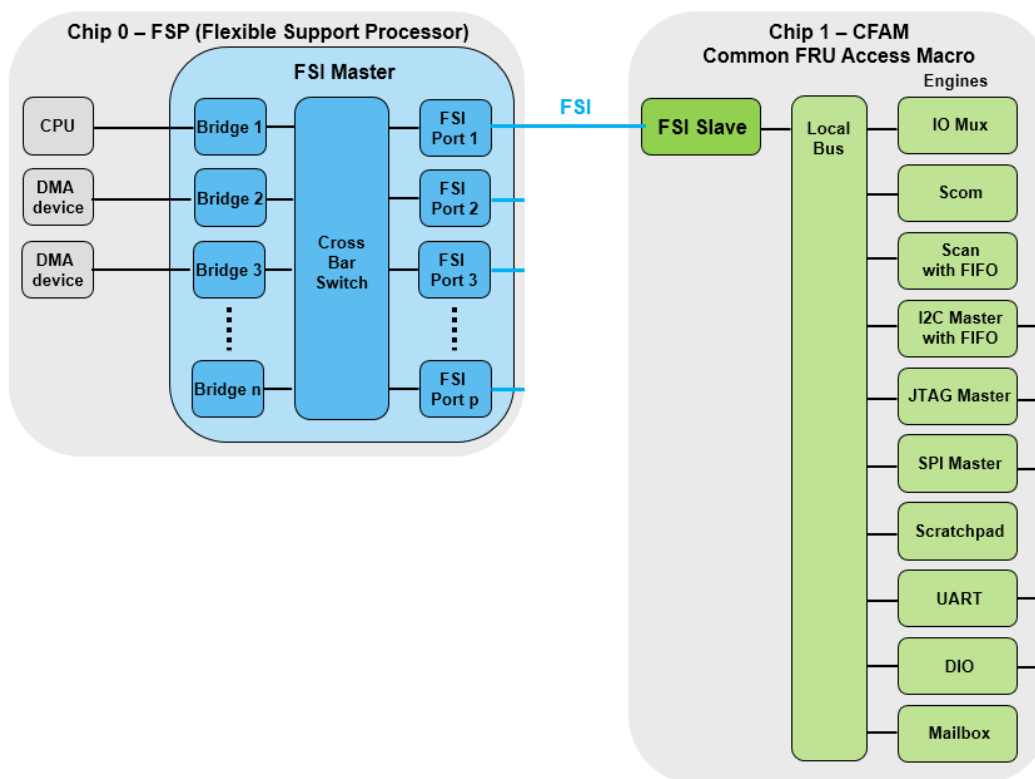 Chip 0 – FSP (Flexible Support Processor)
FSI Master
CPU
Bridge 1
FSI
Port 1
DMA
device
Bridge 2
FSI
Port 2
DMA
device
Bridge 3
Cross
Bar
Switch
FSI
Port 3
Bridge n
FSI
Port p
FSI
Chip 1 – CFAM
Common FRU Access Macro
Engines
FSI Slave
Local
Bus
IO Mux
Scom
Scan
with FIFO
I2C Master
with FIFO
JTAG Master
SPI Master
Scratchpad
UART
DIO
Mailbox